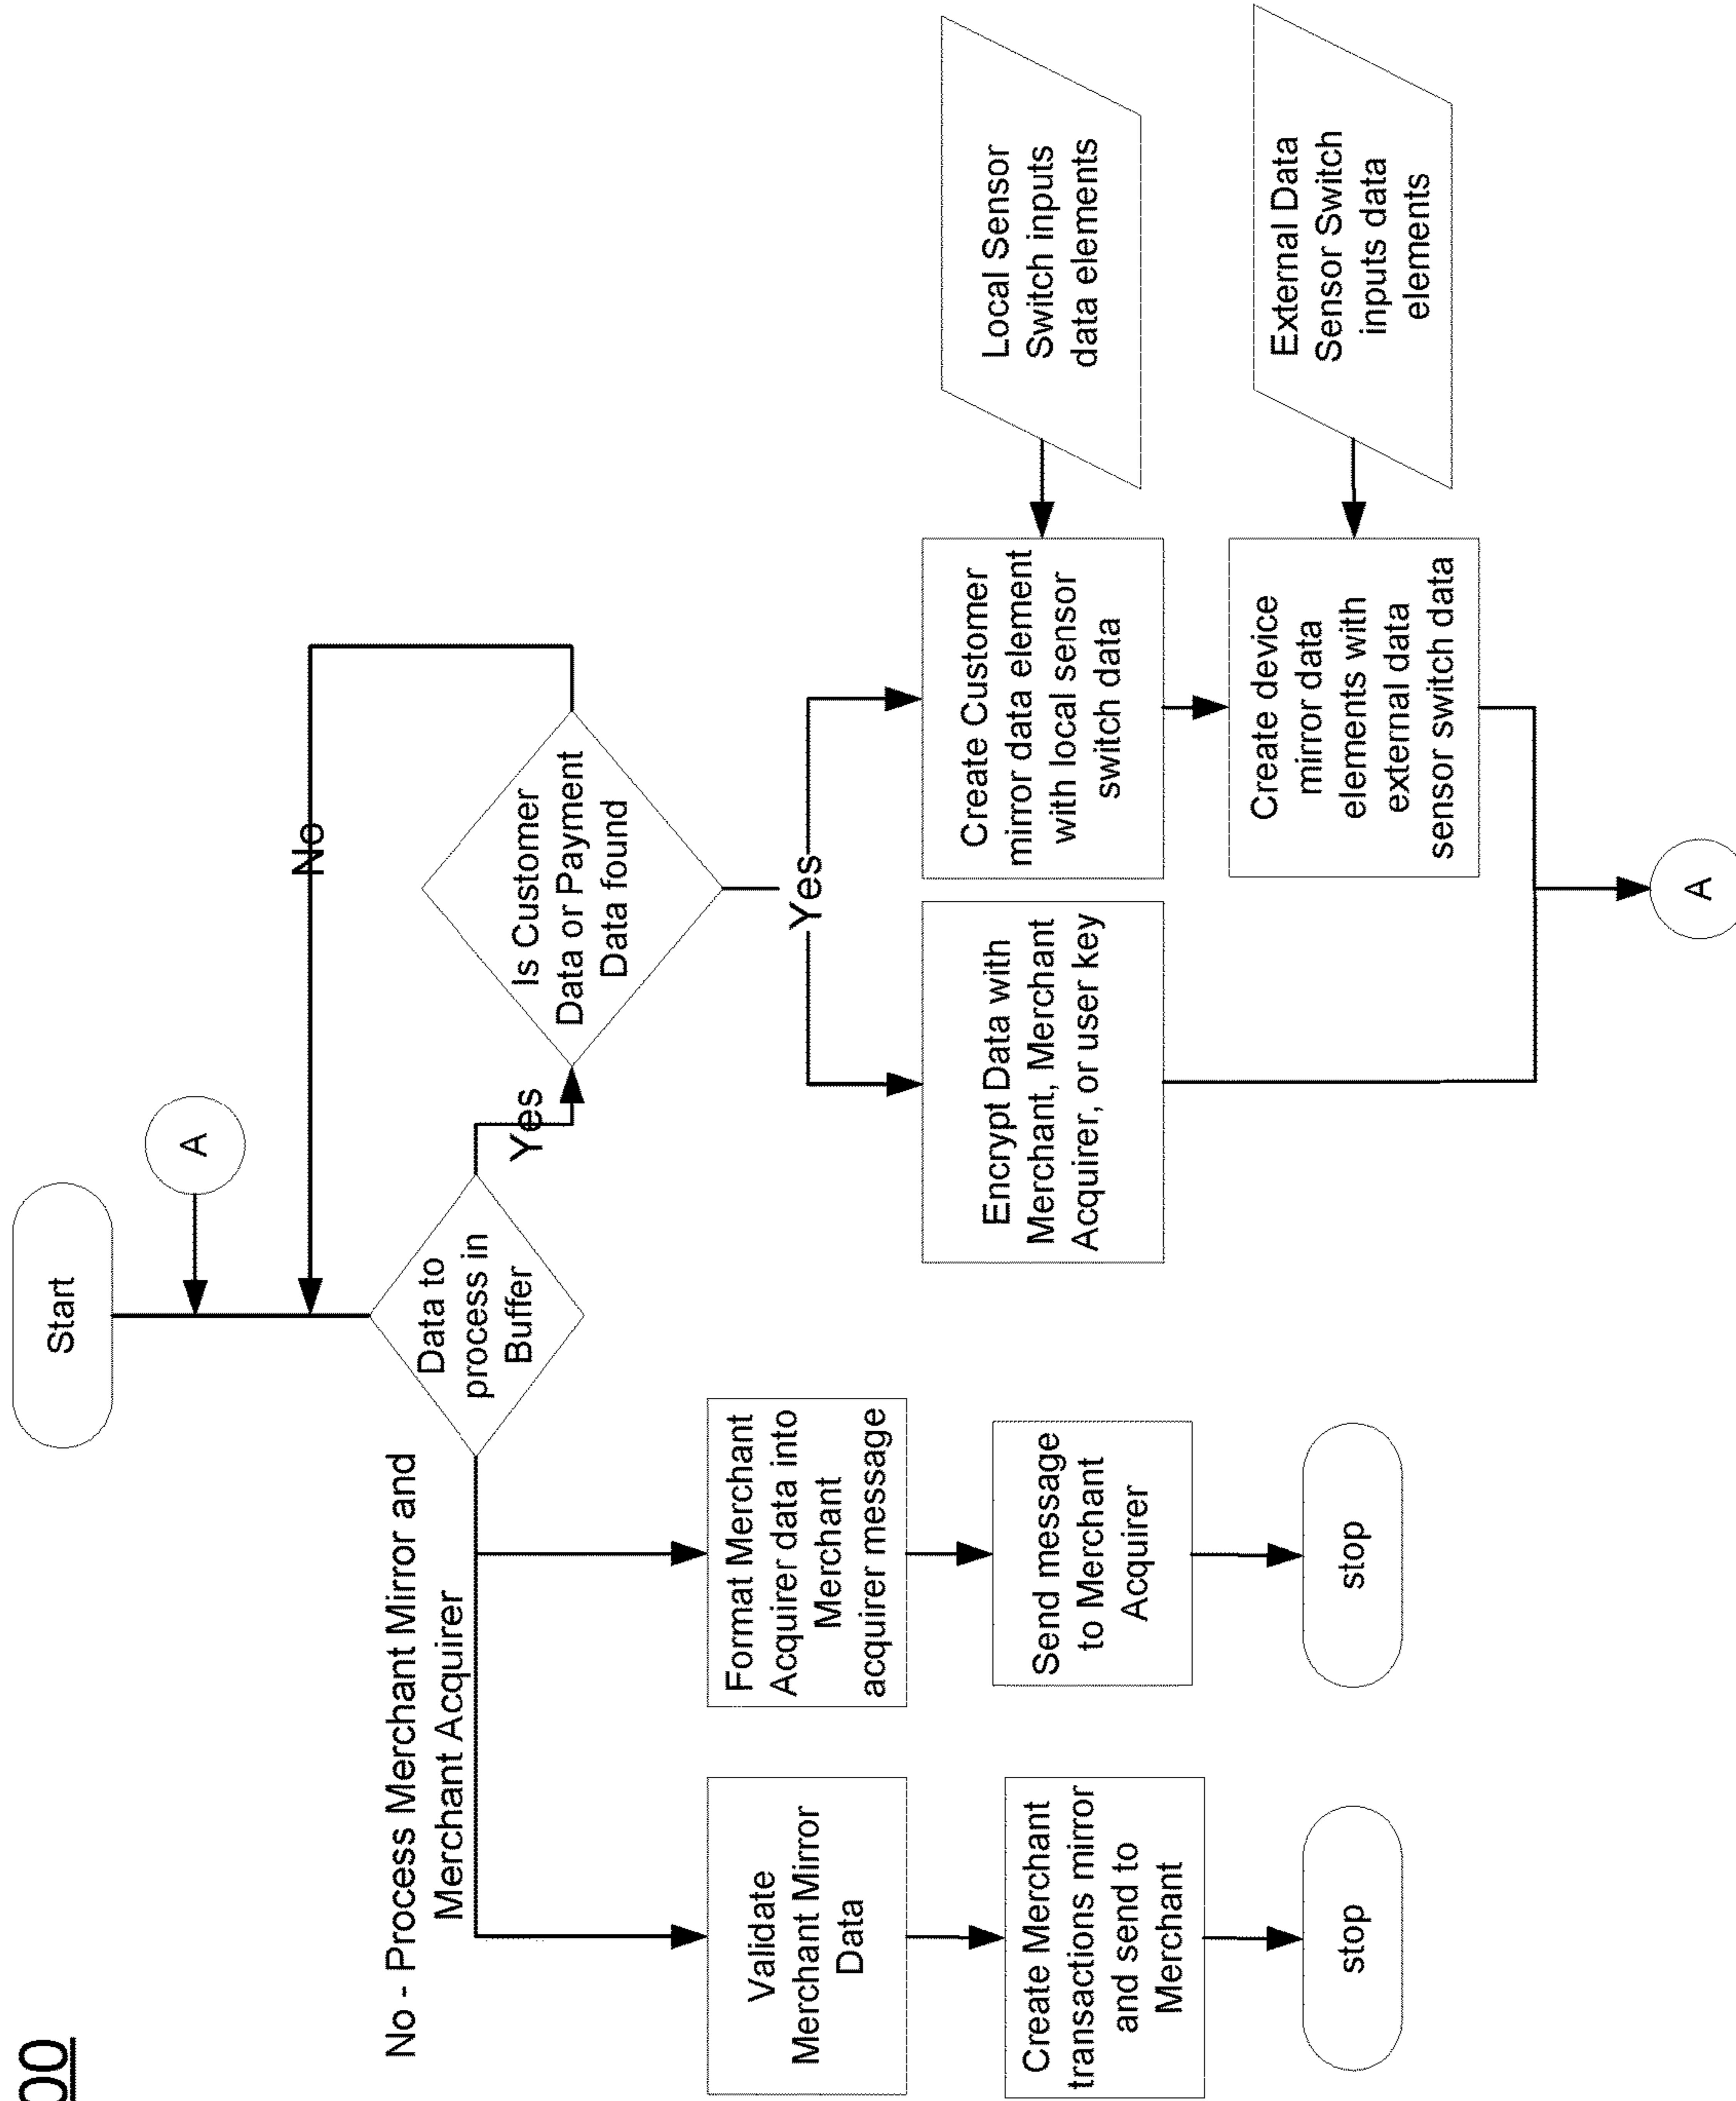 00
Start
A
No
Data to
process in
Buffer
Yes
Is Customer
Data or Payment
Data found
No - Process Merchant Mirror and
Merchant Acquirer
Yes
Validate
Merchant Mirror
Data
Format Merchant
Acquirer data into
Merchant
acquirer message
Encrypt Data with
Merchant, Merchant
Acquirer, or user key
Create Customer
mirror data element
with local sensor
switch data
Local Sensor
Switch inputs
data elements
Create Merchant
transactions mirror
and send to
Merchant
Send message
to Merchant
Acquirer
Create device
mirror data
elements with
external data
sensor switch data
External Data
Sensor Switch
inputs data
elements
stop
stop
A